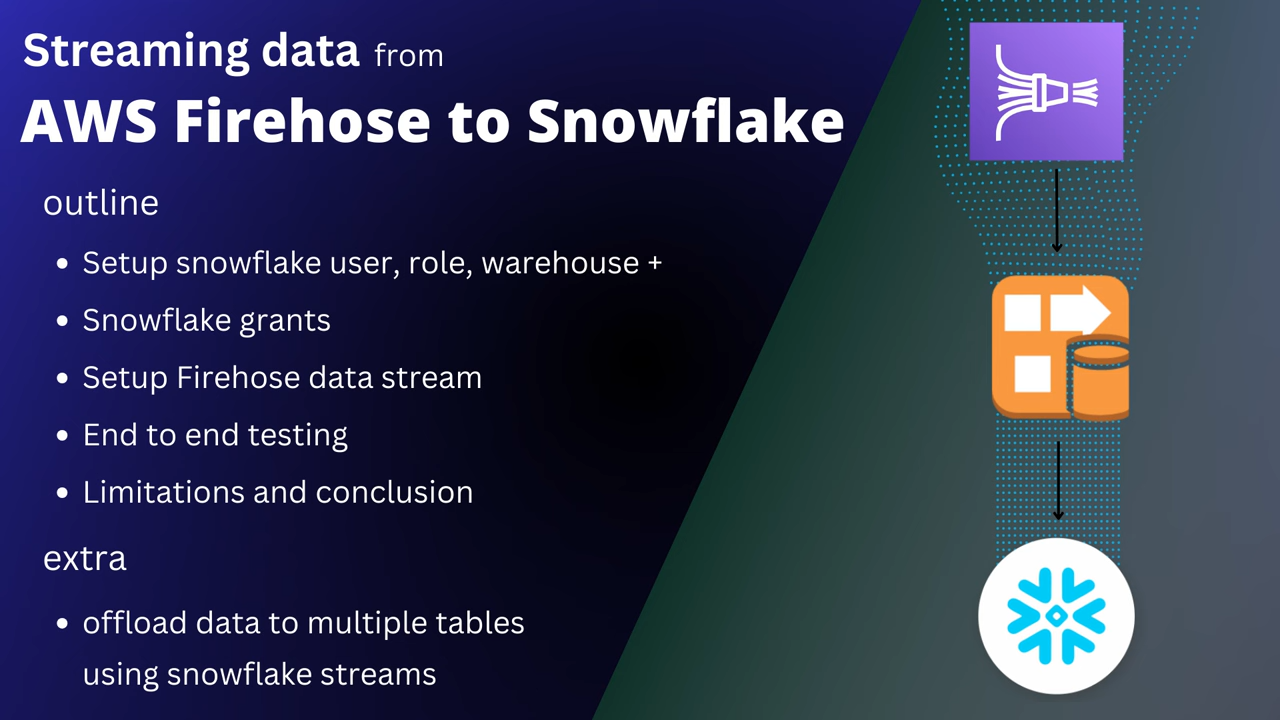 Streaming data from
AWS Firehose to Snowflake
outline
• Setup snowflake user, role, warehouse +
• Snowflake grants
• Setup Firehose data stream
• End to end testing
• Limitations and conclusion
extra
• offload data to multiple tables
using snowflake streams